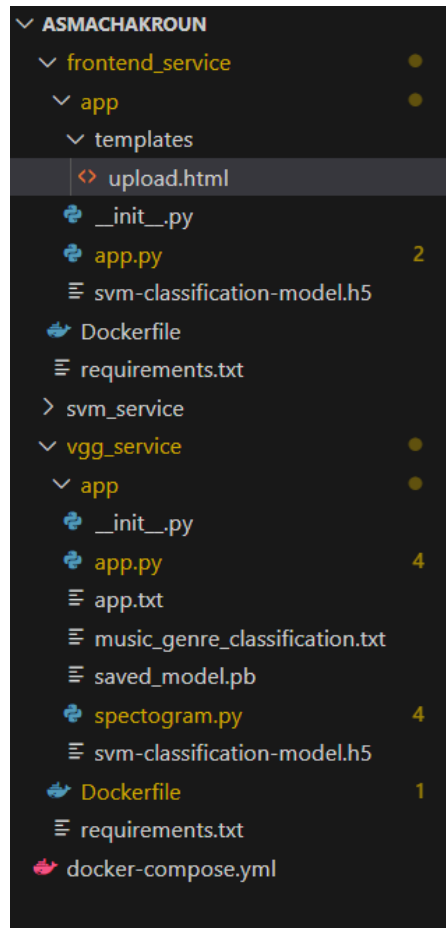 ASMACHAKROUN
frontend_service
app
templates
<> upload.html
__init__.py
app.py 2
svm-classification-model.h5
Dockerfile
requirements.txt
svm_service
vgg_service
app
__init__.py
app.py 4
app.txt
music_genre_classification.txt
saved_model.pb
spectogram.py 4
svm-classification-model.h5
Dockerfile 1
requirements.txt
docker-compose.yml